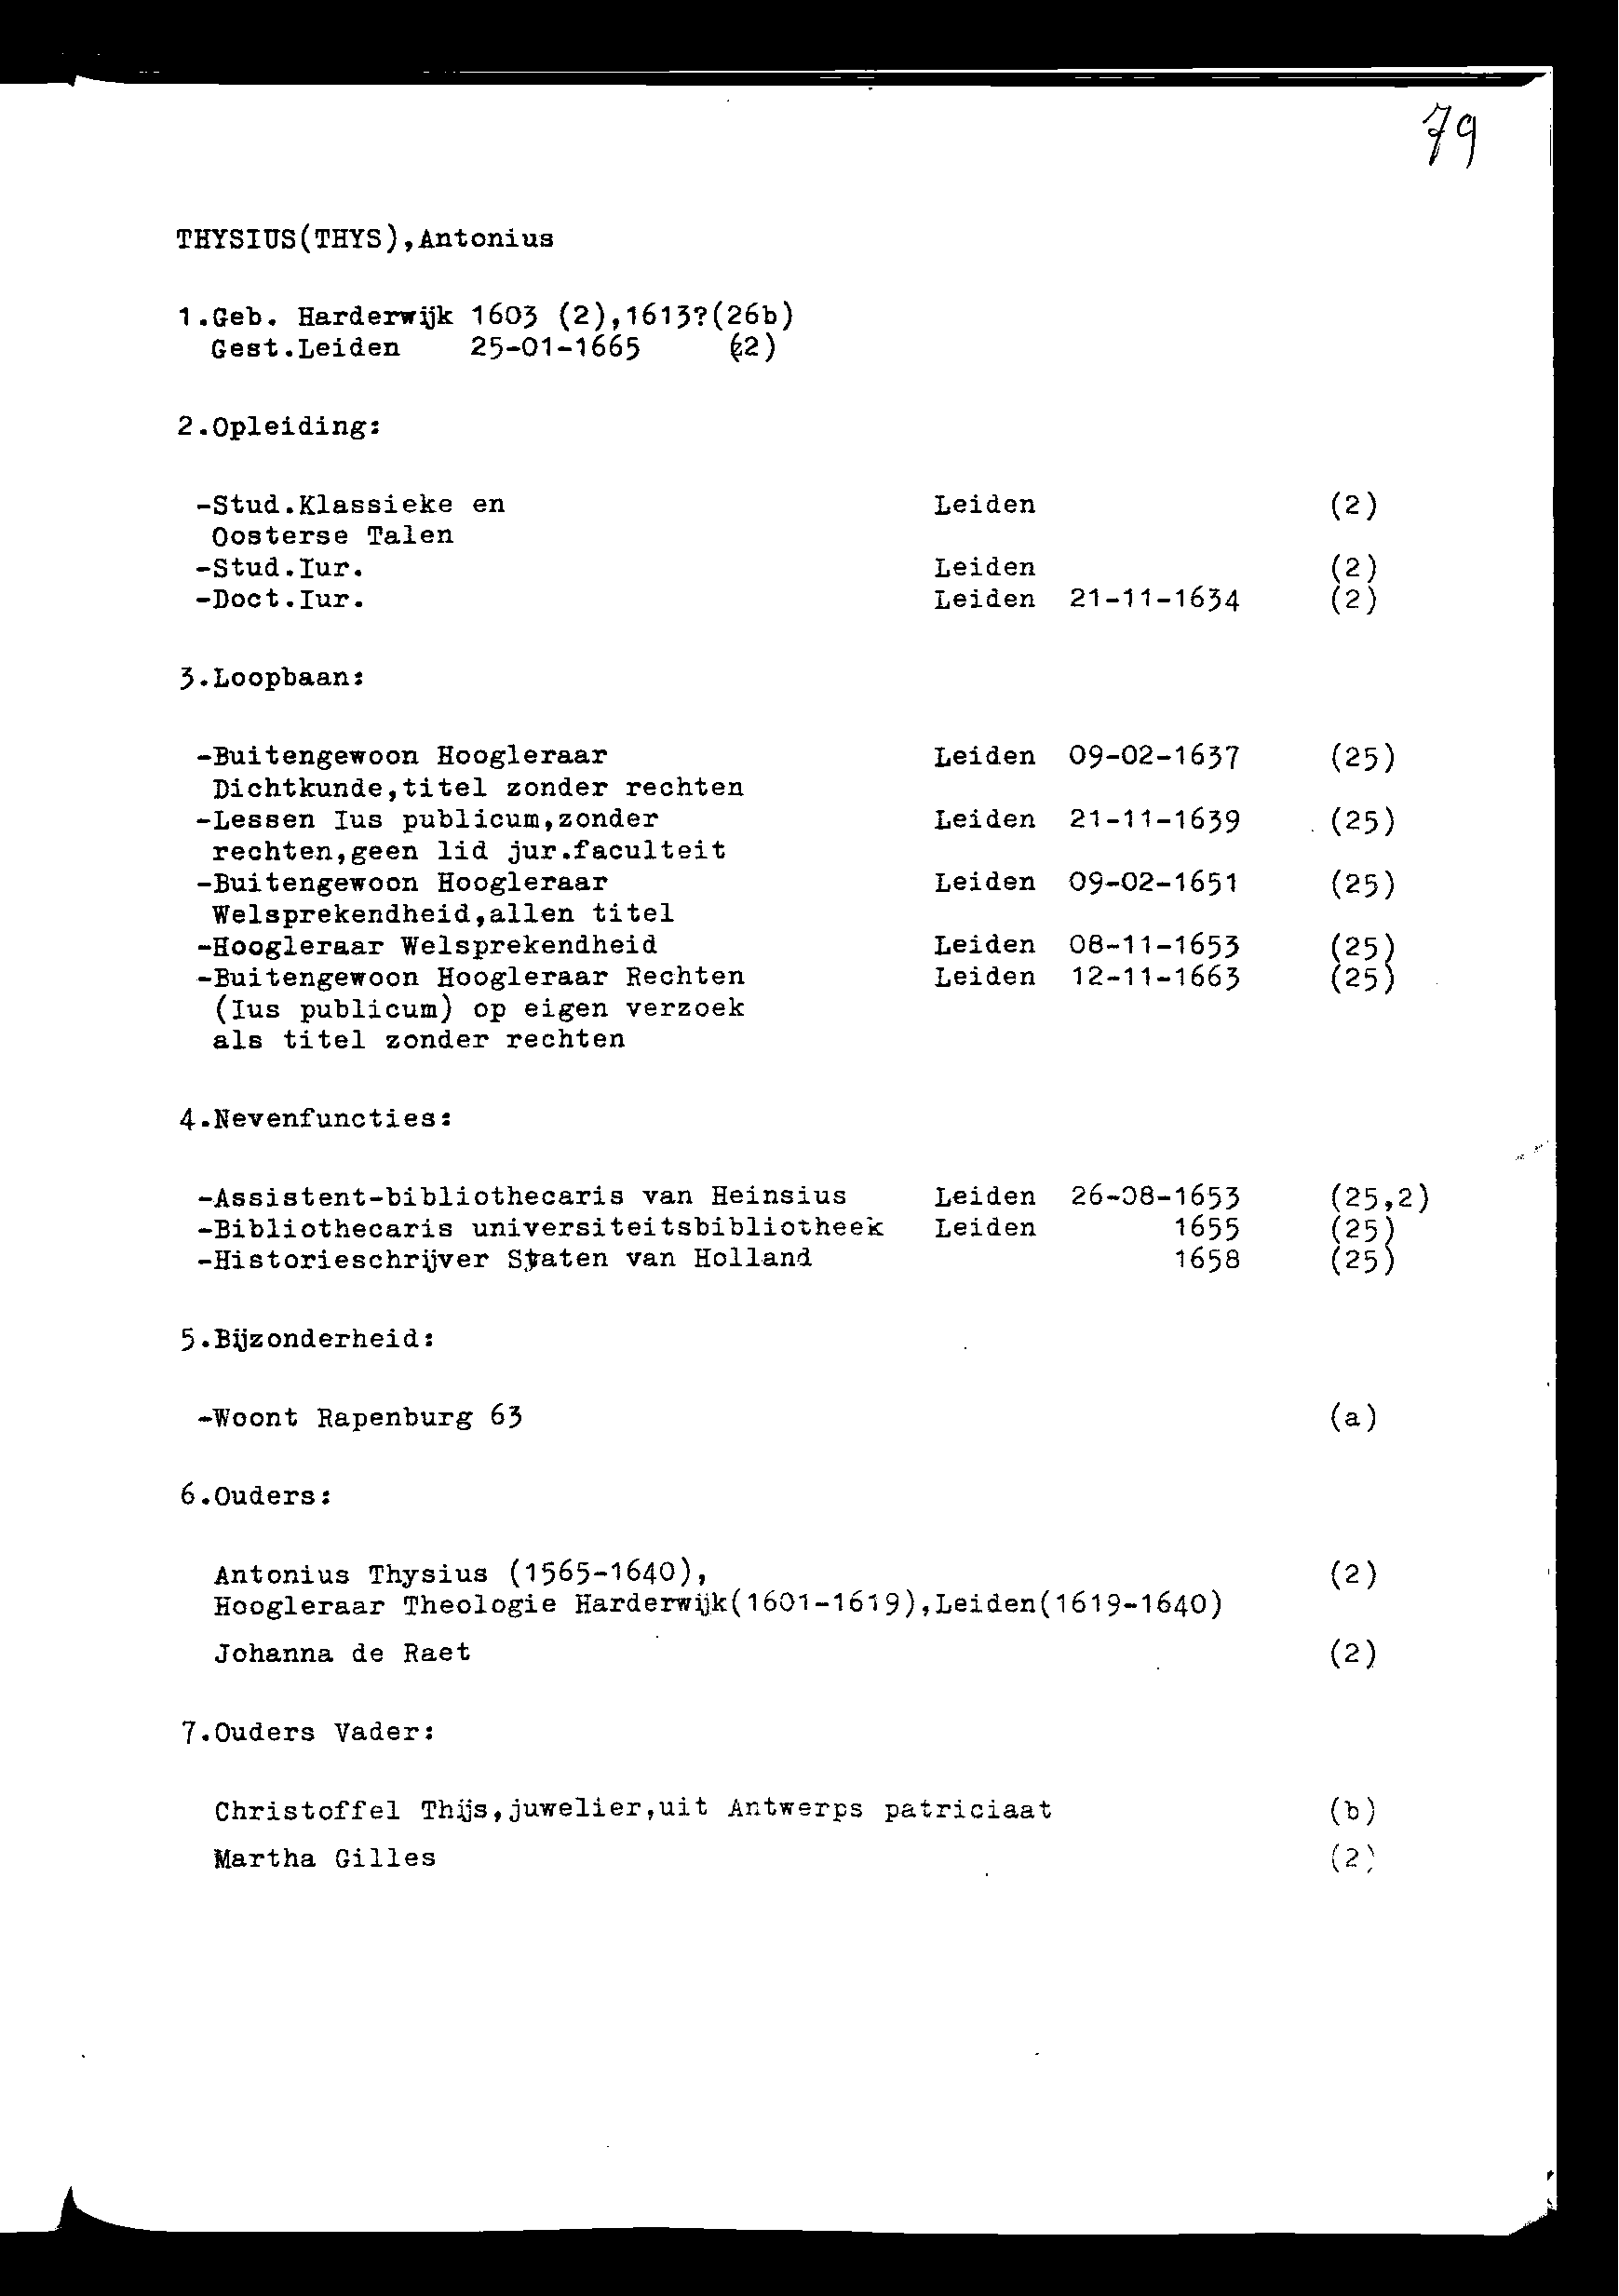 79
THYSIUS(THYS),Antonius
1.Geb. Harderwijk 1603 (2),1613?(26b)
Gest.Leiden 25-01-1665 (2)
2.Opleiding:
-Stud.Klassieke en Leiden (2)
Oosterse Talen
-Stud.Iur. Leiden (2)
-Doct.Iur. Leiden 21-11-1634 (2)
3.Loopbaan:
-Buitengewoon Hoogleraar Leiden 09-02-1637 (25)
Dichtkunde,titel zonder rechten
-Lessen Ius publicum,zonder Leiden 21-11-1639 (25)
rechten,geen lid jur.faculteit
-Buitengewoon Hoogleraar Leiden 09-02-1651 (25)
Welsprekendheid,allen titel
-Hoogleraar Welsprekendheid Leiden 08-11-1653 (25)
-Buitengewoon Hoogleraar Rechten Leiden 12-11-1663 (25)
(Ius publicum) op eigen verzoek
als titel zonder rechten
4.Nevenfuncties:
-Assistent-bibliothecaris van Heinsius Leiden 26-08-1653 (25,2)
-Bibliothecaris universiteitsbibliotheek Leiden 1655 (25)
-Historieschrijver Staten van Holland 1658 (25)
5.Bijzonderheid:
-Woont Rapenburg 63 (a)
6.Ouders:
Antonius Thysius (1565-1640), (2)
Hoogleraar Theologie Harderwijk(1601-1619),Leiden(1619-1640)
Johanna de Raet (2)
7.Ouders Vader:
Christoffel Thijs,juwelier,uit Antwerps patriciaat (b)
Martha Gilles (2)